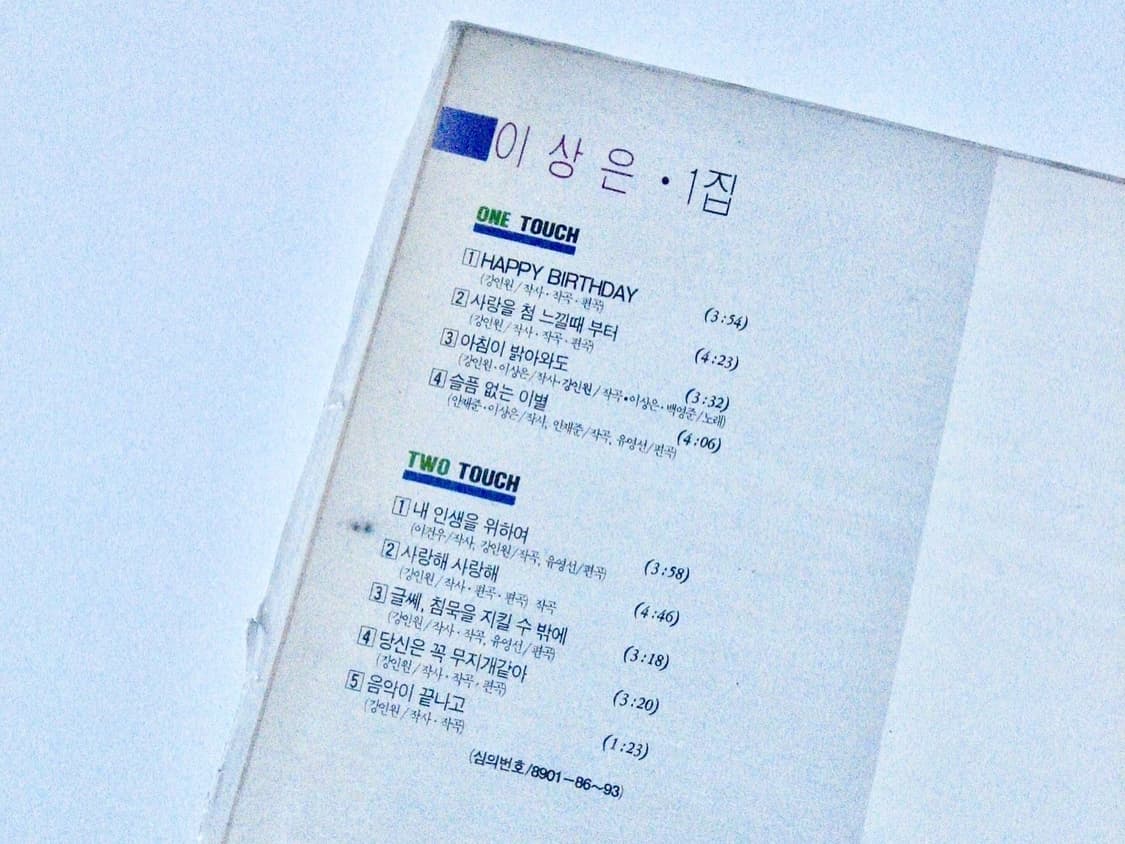 이 상 은 • 1집
ONE TOUCH
1 HAPPY BIRTHDAY (3:54)
(강인원/작사·작곡·편곡)
2 사랑을 첨 느낄때 부터 (4:23)
(강인원/작사·작곡·편곡)
3 아침이 밝아와도 (3:32)
(강인원·이상은/작사·강인원/작곡•이상은·백영준/노래)
4 슬픔 없는 이별 (4:06)
(안재준·이상은/작사, 안재준/작곡, 유영선/편곡)
TWO TOUCH
1 내 인생을 위하여 (3:58)
(이건우/작사, 강인원/작곡, 유영선/편곡)
2 사랑해 사랑해 (4:46)
(강인원/작사·편곡·편곡) 작곡
3 글쎄, 침묵을 지킬 수 밖에 (3:18)
(강인원/작사·작곡, 유영선/편곡)
4 당신은 꼭 무지개같아 (3:20)
(강인원/작사·작곡·편곡)
5 음악이 끝나고 (1:23)
(강인원/작사·작곡)
(심의번호/8901-86~93)